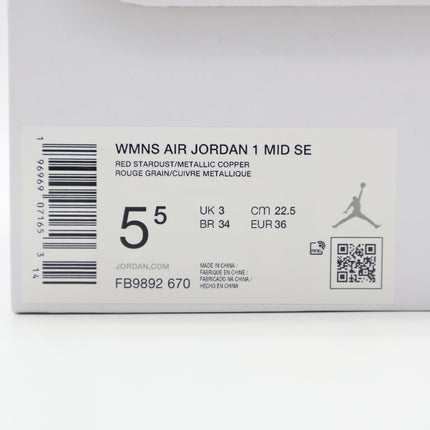 WMNS AIR JORDAN 1 MID SE
RED STARDUST/METALLIC COPPER
ROUGE GRAIN/CUIVRE METALLIQUE
5⁵
UK 3 cm 22.5
BR 34 EUR 36
JORDAN.COM
FB9892 670
MADE IN CHINA /
FABRIQUE EN CHINE /
FABRICADO NA CHINA /
HECHO EN CHINA
RFID
1 96969 07165 3 14